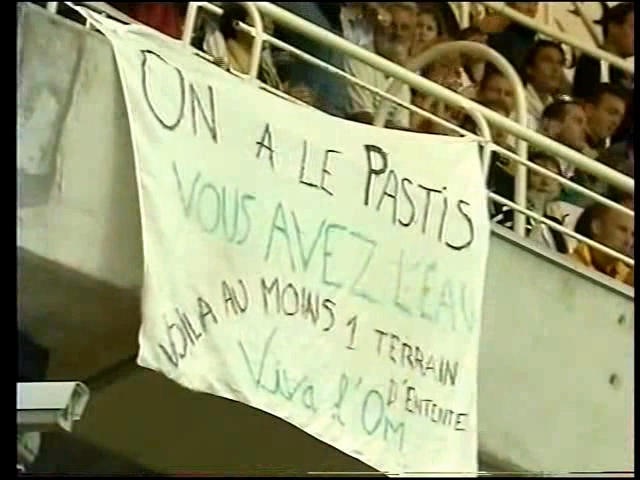 ON A LE PASTIS
VOUS AVEZ L'EAU
VOILA AU MOINS 1 TERRAIN
D'ENTENTE
Viva l'OM